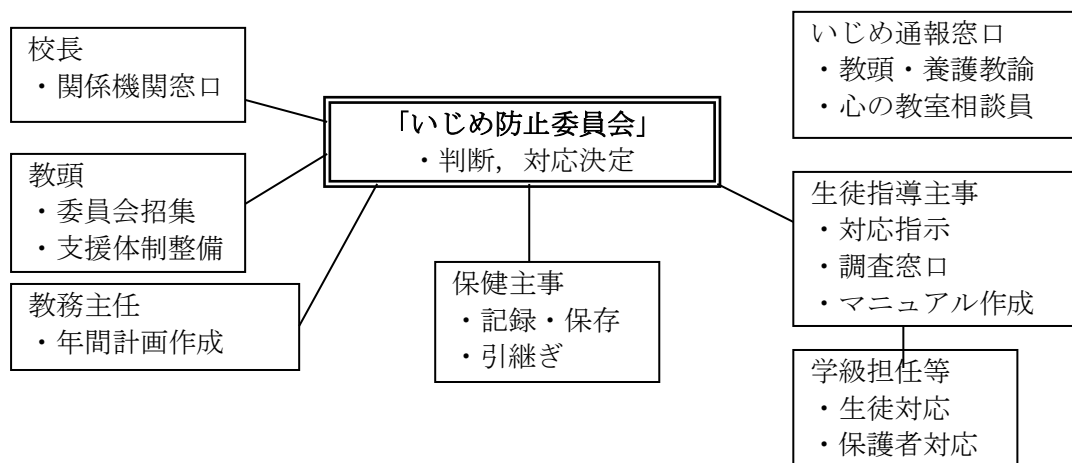 校長
・関係機関窓口
いじめ通報窓口
・教頭・養護教諭
・心の教室相談員
「いじめ防止委員会」
・判断，対応決定
教頭
・委員会招集
・支援体制整備
生徒指導主事
・対応指示
・調査窓口
・マニュアル作成
教務主任
・年間計画作成
保健主事
・記録・保存
・引継ぎ
学級担任等
・生徒対応
・保護者対応